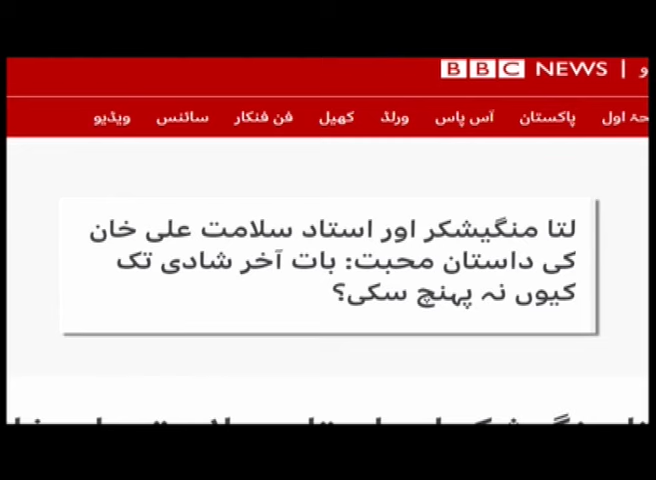 BBC NEWS | و
اول پاکستان آس پاس ورلڈ کھیل فن فنکار سائنس ویڈیو
لتا منگیشکر اور استاد سلامت علی خان
کی داستان محبت: بات آخر شادی تک
کیوں نہ پہنچ سکی؟